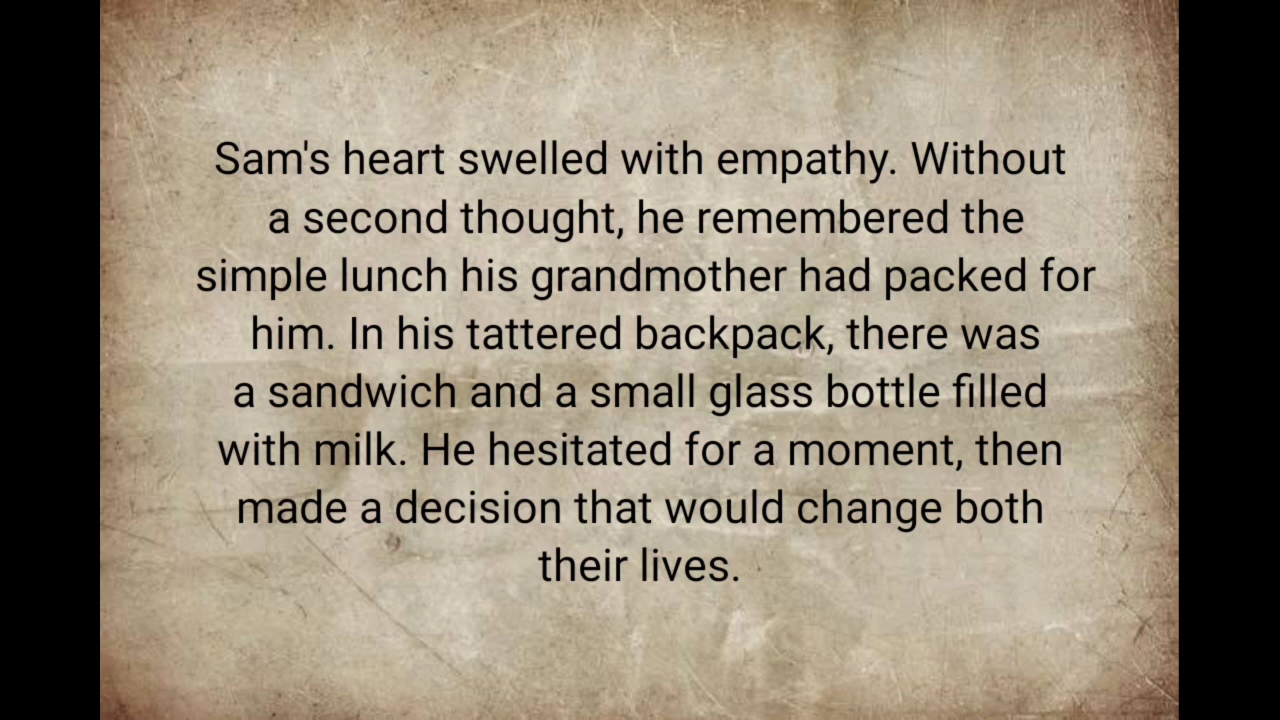 Sam's heart swelled with empathy. Without
a second thought, he remembered the
simple lunch his grandmother had packed for
him. In his tattered backpack, there was
a sandwich and a small glass bottle filled
with milk. He hesitated for a moment, then
made a decision that would change both
their lives.